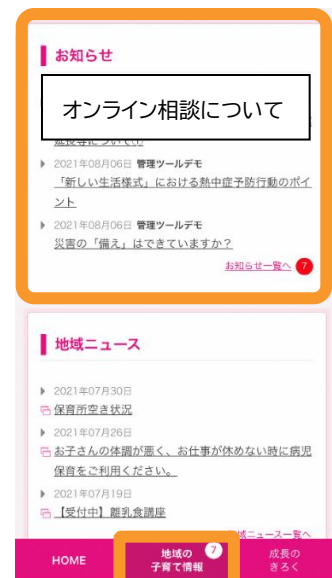 お知らせ
オンライン相談について
2021年08月06日 管理ツールデモ
「新しい生活様式」における熱中症予防行動のポイ
ント
2021年08月06日 管理ツールデモ
災害の「備え」はできていますか？
お知らせ一覧へ 7
地域ニュース
2021年07月30日
保育所空き状況
2021年07月26日
お子さんの体調が悪く、お仕事が休めない時に病児
保育をご利用ください。
2021年07月19日
【受付中】離乳食講座
地域ニュース一覧へ
HOME
地域の 7
子育て情報
成長の
きろく